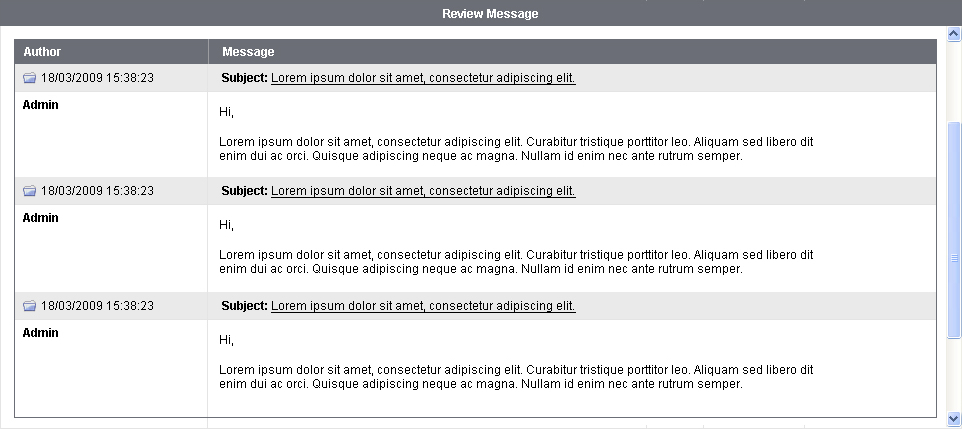 Review Message
Author Message
18/03/2009 15:38:23 Subject: Lorem ipsum dolor sit amet, consectetur adipiscing elit.
Admin
Hi,
Lorem ipsum dolor sit amet, consectetur adipiscing elit. Curabitur tristique porttitor leo. Aliquam sed libero dit
enim dui ac orci. Quisque adipiscing neque ac magna. Nullam id enim nec ante rutrum semper.
18/03/2009 15:38:23 Subject: Lorem ipsum dolor sit amet, consectetur adipiscing elit.
Admin
Hi,
Lorem ipsum dolor sit amet, consectetur adipiscing elit. Curabitur tristique porttitor leo. Aliquam sed libero dit
enim dui ac orci. Quisque adipiscing neque ac magna. Nullam id enim nec ante rutrum semper.
18/03/2009 15:38:23 Subject: Lorem ipsum dolor sit amet, consectetur adipiscing elit.
Admin
Hi,
Lorem ipsum dolor sit amet, consectetur adipiscing elit. Curabitur tristique porttitor leo. Aliquam sed libero dit
enim dui ac orci. Quisque adipiscing neque ac magna. Nullam id enim nec ante rutrum semper.